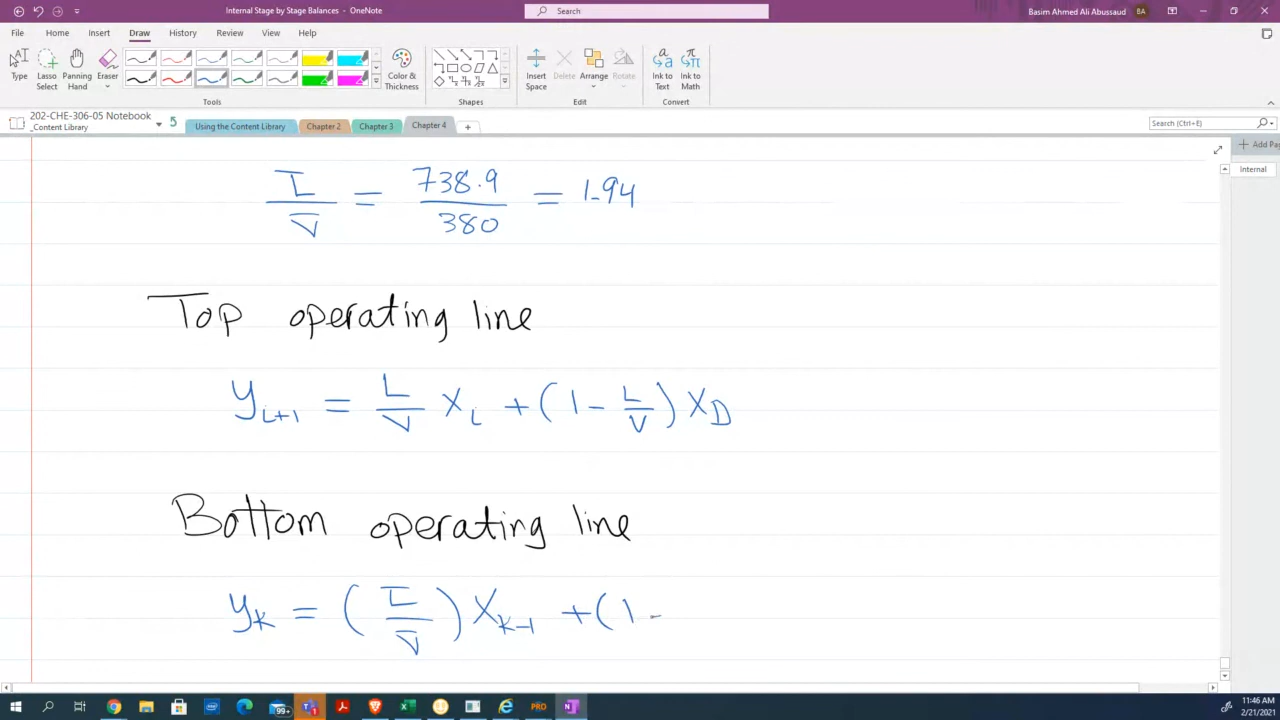 Internal Stage by Stage Balances - OneNote
Search
Basim Ahmed Ali Abussaud
BA
File Home Insert Draw History Review View Help
Type
Lasso Select
Panning Hand
Eraser
Color & Thickness
Insert Space
Delete
Arrange
Rotate
Ink to Text
Ink to Math
Tools
Shapes
Edit
Convert
202-CHE-306-05 Notebook
_Content Library
Using the Content Library
Chapter 2
Chapter 3
Chapter 4
Search (Ctrl+E)
Add Pag
Internal
L̅/V̅ = 738.9/380 = 1.94
Top operating line
y_{i+1} = L/V x_i + (1 - L/V) x_D
Bottom operating line
y_k = (L̅/V̅) x_{k-1} + (1 -
99+
PRO
11:46 AM
2/21/2021